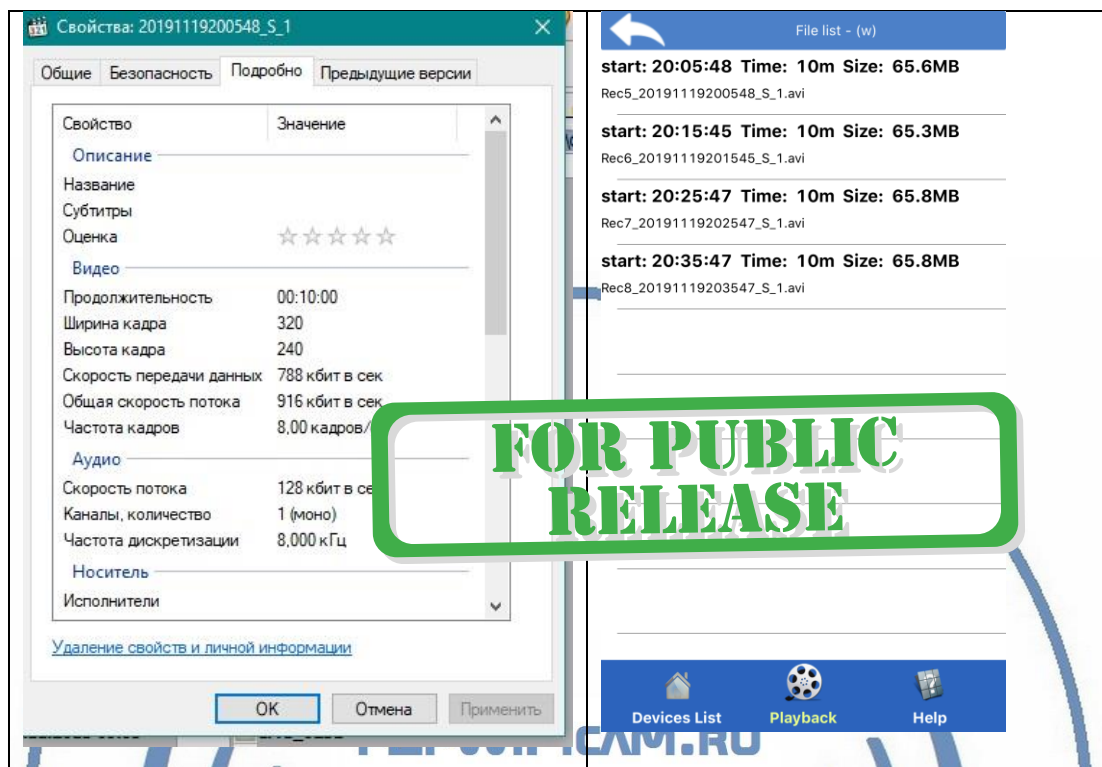 Свойства: 20191119200548_S_1
Общие Безопасность Подробно Предыдущие версии
Свойство Значение
Описание
Название
Субтитры
Оценка
Видео
Продолжительность 00:10:00
Ширина кадра 320
Высота кадра 240
Скорость передачи данных 788 кбит в сек
Общая скорость потока 916 кбит в сек
Частота кадров 8,00 кадров/
Аудио
Скорость потока 128 кбит в се
Каналы, количество 1 (моно)
Частота дискретизации 8,000 кГц
Носитель
Исполнители
Удаление свойств и личной информации
OK Отмена Применить
File list - (w)
start: 20:05:48 Time: 10m Size: 65.6MB
Rec5_20191119200548_S_1.avi
start: 20:15:45 Time: 10m Size: 65.3MB
Rec6_20191119201545_S_1.avi
start: 20:25:47 Time: 10m Size: 65.8MB
Rec7_20191119202547_S_1.avi
start: 20:35:47 Time: 10m Size: 65.8MB
Rec8_20191119203547_S_1.avi
FOR PUBLIC
RELEASE
Devices List Playback Help